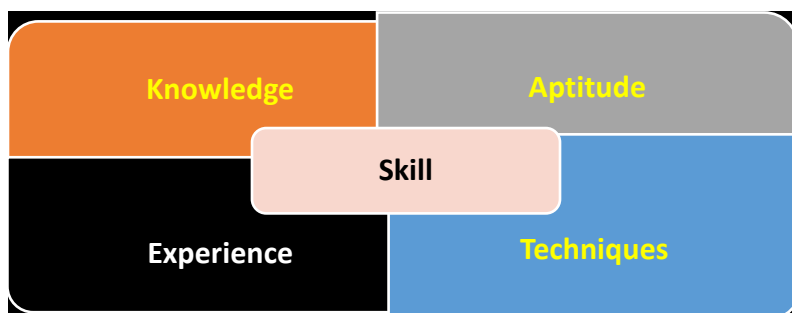 Knowledge
Aptitude
Skill
Experience
Techniques